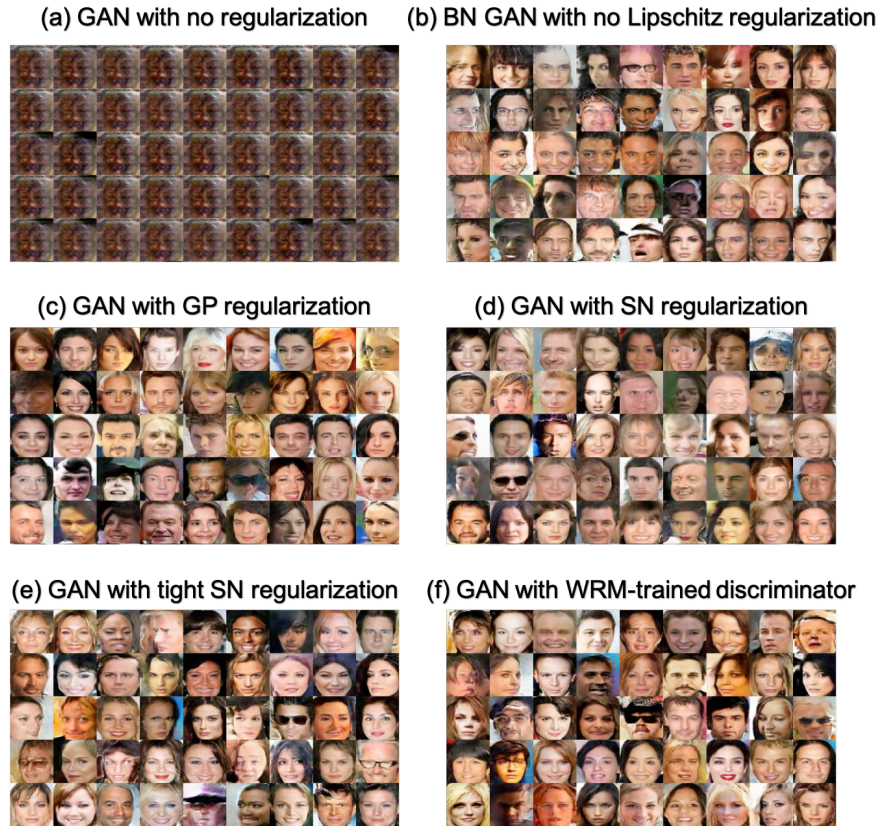 (a) GAN with no regularization
(b) BN GAN with no Lipschitz regularization
(c) GAN with GP regularization
(d) GAN with SN regularization
(e) GAN with tight SN regularization
(f) GAN with WRM-trained discriminator